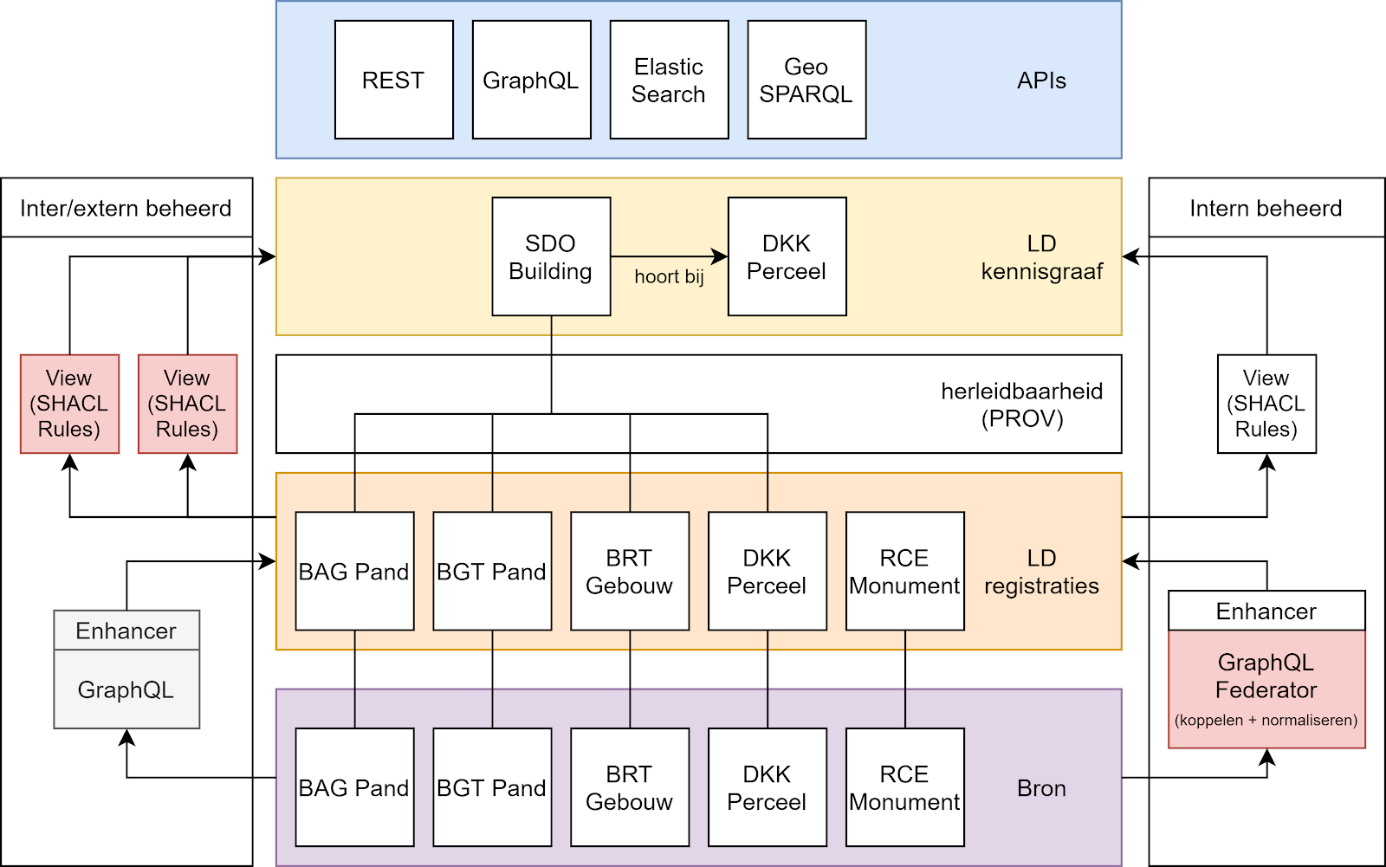 REST
GraphQL
Elastic
Search
Geo
SPARQL
APIs
Inter/extern beheerd
SDO
Building
hoort bij
DKK
Perceel
LD
kennisgraaf
Intern beheerd
View
(SHACL
Rules)
View
(SHACL
Rules)
herleidbaarheid
(PROV)
View
(SHACL
Rules)
BAG Pand
BGT Pand
BRT
Gebouw
DKK
Perceel
RCE
Monument
LD
registraties
Enhancer
GraphQL
Enhancer
GraphQL
Federator
(koppelen + normaliseren)
BAG Pand
BGT Pand
BRT
Gebouw
DKK
Perceel
RCE
Monument
Bron